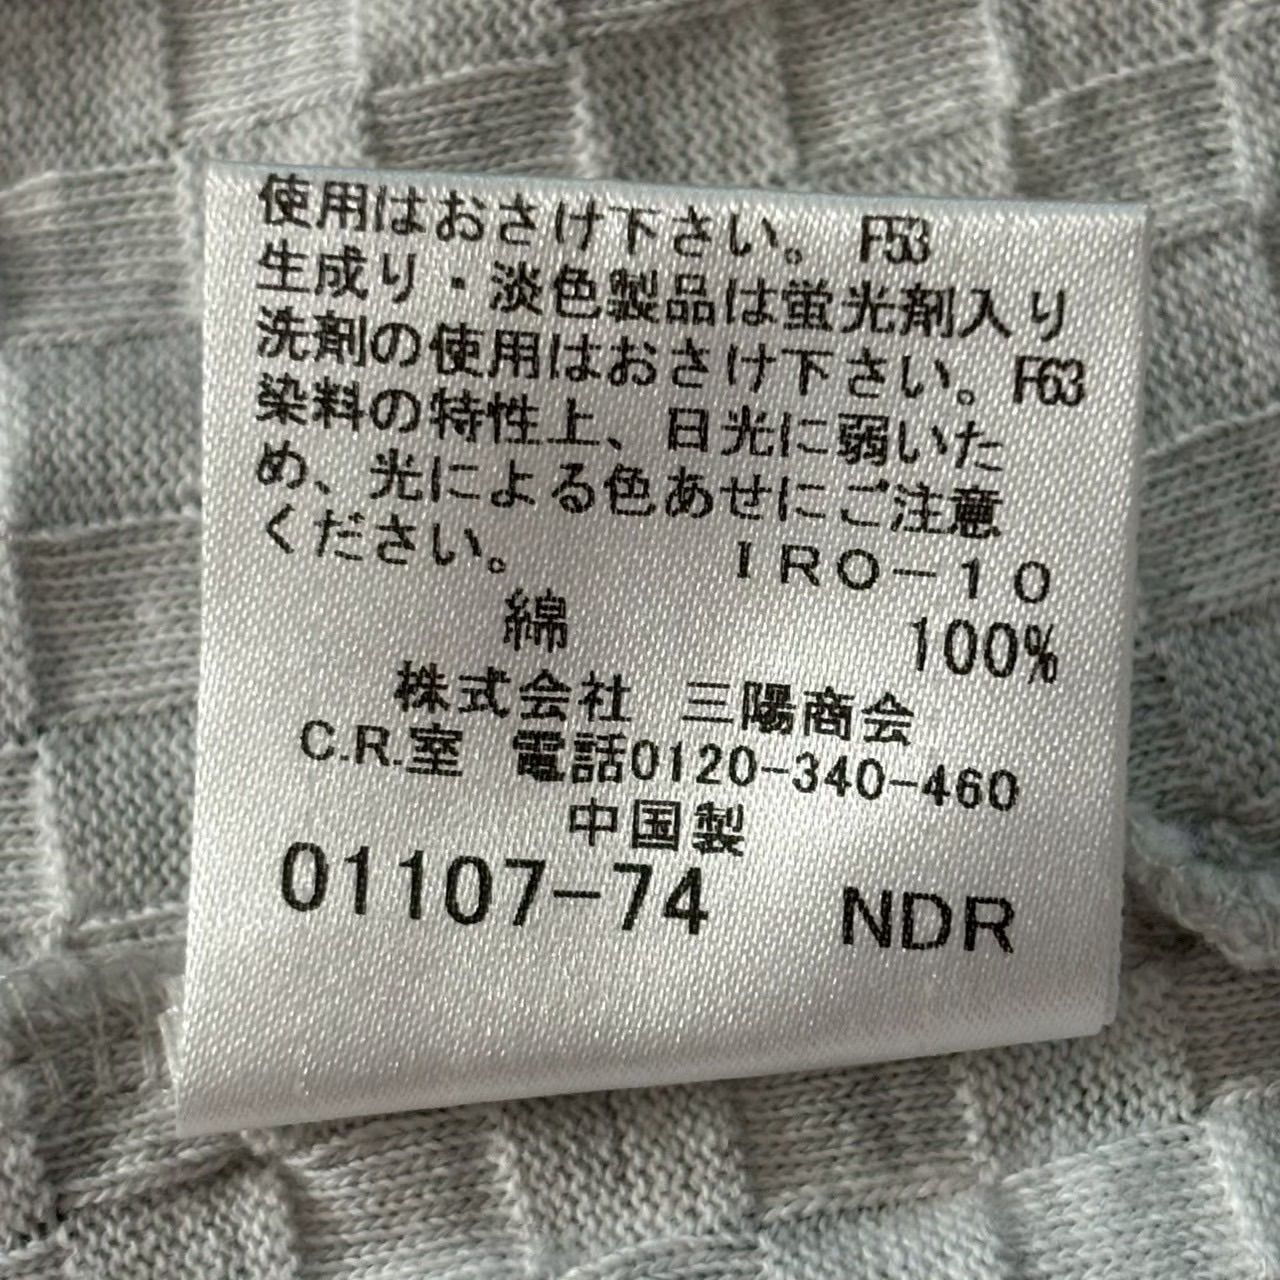 使用はおさけ下さい。 F53
生成り・淡色製品は蛍光剤入り
洗剤の使用はおさけ下さい。F63
染料の特性上、日光に弱いた
め、光による色あせにご注意
ください。 IRO-10
綿 100%
株式会社 三陽商会
C.R.室 電話0120-340-460
中国製
01107-74 NDR